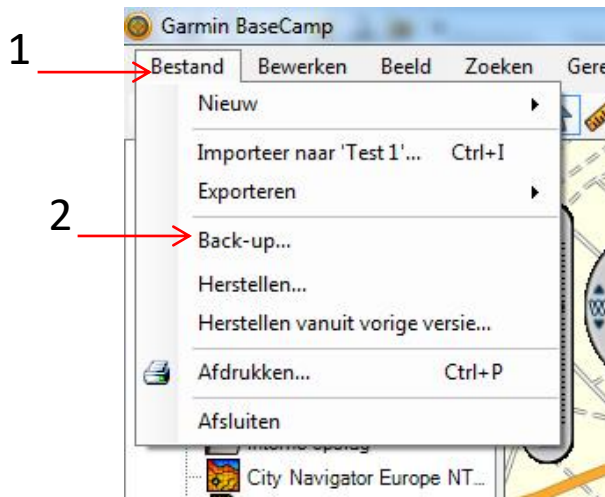 Garmin BaseCamp
1
Bestand Bewerken Beeld Zoeken Gere
Nieuw
Importeer naar 'Test 1'... Ctrl+I
Exporteren
2
Back-up...
Herstellen...
Herstellen vanuit vorige versie...
Afdrukken... Ctrl+P
Afsluiten
City Navigator Europe NT...